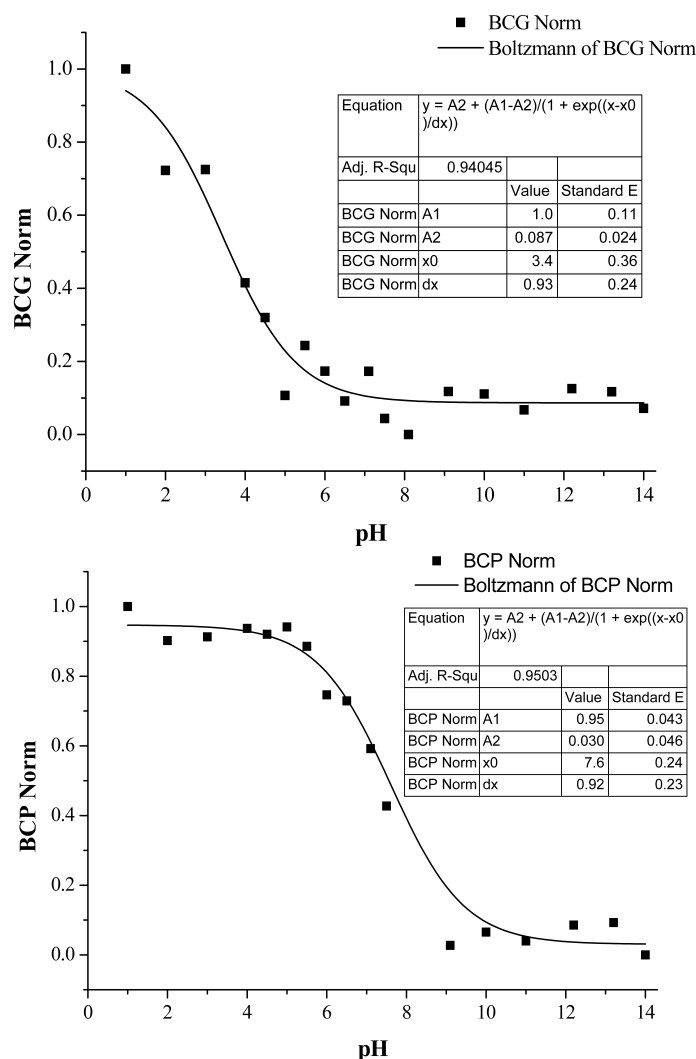 BCG Norm
Boltzmann of BCG Norm
1.0
0.8
0.6
0.4
0.2
0.0
BCG Norm
Equation y = A2 + (A1-A2)/(1 + exp((x-x0
)/dx))
Adj. R-Squ 0.94045
Value Standard E
BCG Norm A1 1.0 0.11
BCG Norm A2 0.087 0.024
BCG Norm x0 3.4 0.36
BCG Norm dx 0.93 0.24
0 2 4 6 8 10 12 14
pH
BCP Norm
Boltzmann of BCP Norm
1.0
0.8
0.6
0.4
0.2
0.0
BCP Norm
Equation y = A2 + (A1-A2)/(1 + exp((x-x0
)/dx))
Adj. R-Squ 0.9503
Value Standard E
BCP Norm A1 0.95 0.043
BCP Norm A2 0.030 0.046
BCP Norm x0 7.6 0.24
BCP Norm dx 0.92 0.23
0 2 4 6 8 10 12 14
pH